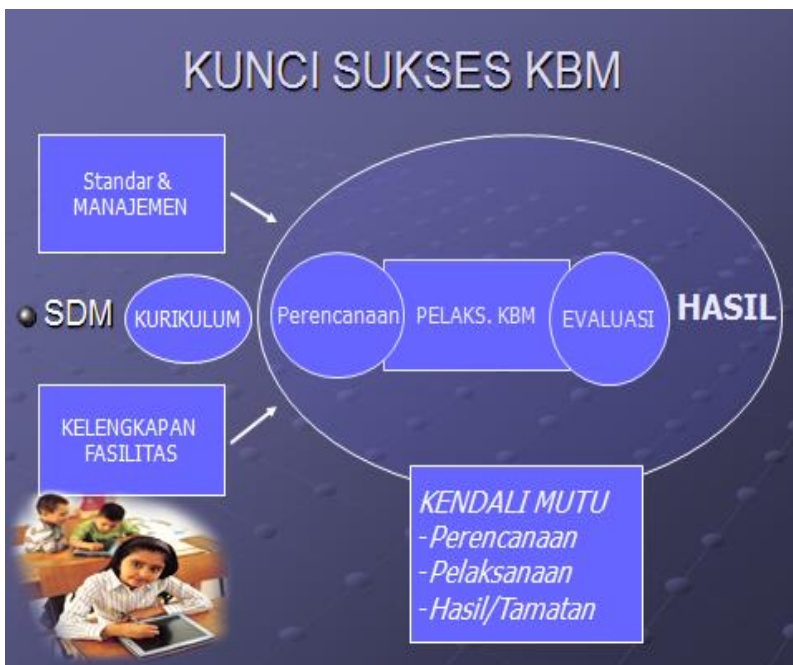 KUNCI SUKSES KBM
Standar &
MANAJEMEN
SDM
KURIKULUM
Perencanaan
PELAKS. KBM
EVALUASI
HASIL
KELENGKAPAN
FASILITAS
KENDALI MUTU
-Perencanaan
-Pelaksanaan
-Hasil/Tamatan